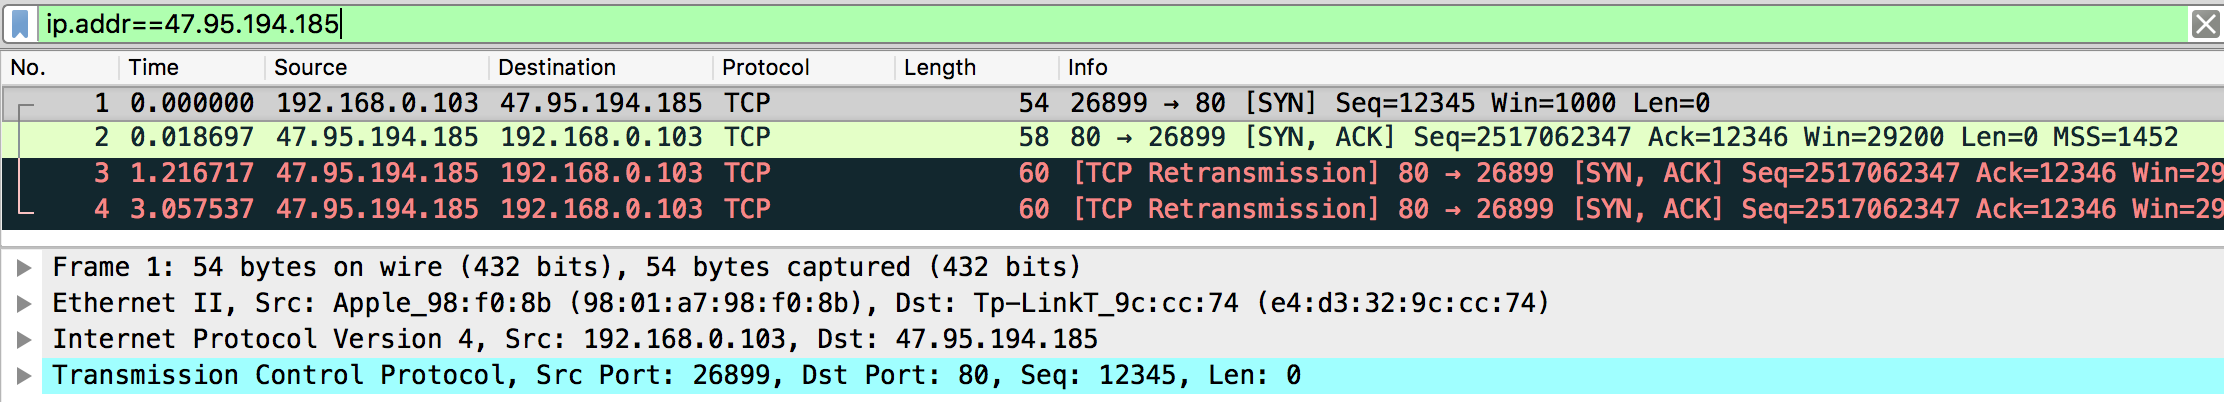 ip.addr==47.95.194.185
No. Time Source Destination Protocol Length Info
1 0.000000 192.168.0.103 47.95.194.185 TCP 54 26899 → 80 [SYN] Seq=12345 Win=1000 Len=0
2 0.018697 47.95.194.185 192.168.0.103 TCP 58 80 → 26899 [SYN, ACK] Seq=2517062347 Ack=12346 Win=29200 Len=0 MSS=1452
3 1.216717 47.95.194.185 192.168.0.103 TCP 60 [TCP Retransmission] 80 → 26899 [SYN, ACK] Seq=2517062347 Ack=12346 Win=29
4 3.057537 47.95.194.185 192.168.0.103 TCP 60 [TCP Retransmission] 80 → 26899 [SYN, ACK] Seq=2517062347 Ack=12346 Win=29
Frame 1: 54 bytes on wire (432 bits), 54 bytes captured (432 bits)
Ethernet II, Src: Apple_98:f0:8b (98:01:a7:98:f0:8b), Dst: Tp-LinkT_9c:cc:74 (e4:d3:32:9c:cc:74)
Internet Protocol Version 4, Src: 192.168.0.103, Dst: 47.95.194.185
Transmission Control Protocol, Src Port: 26899, Dst Port: 80, Seq: 12345, Len: 0